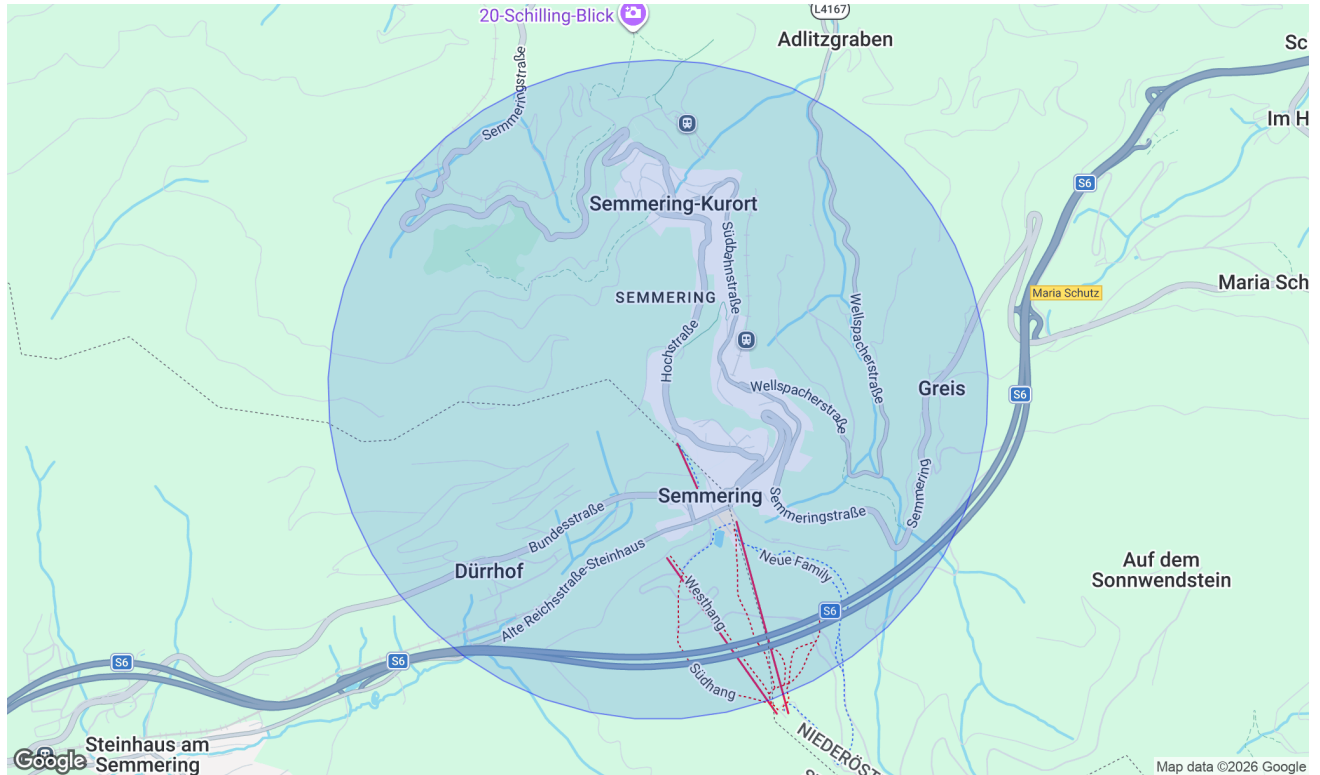 20-Schilling-Blick
L4167
Adlitzgraben
Sc
Semmeringstraße
Im H
S6
Semmering-Kurort
Südbahnstraße
SEMMERING
Maria Schutz
Maria Sch
Hochstraße
Wellspacherstraße
Wellspacherstraße
Greis
S6
Semmering
Semmeringstraße
Semmering
Bundesstraße
Alte Reichsstraße-Steinhaus
Dürrhof
Neue Family
Westhang
Auf dem
Sonnwendstein
S6
S6
S6
Südhang
NIEDERÖST
Steinhaus am
Semmering
Google
Map data ©2026 Google